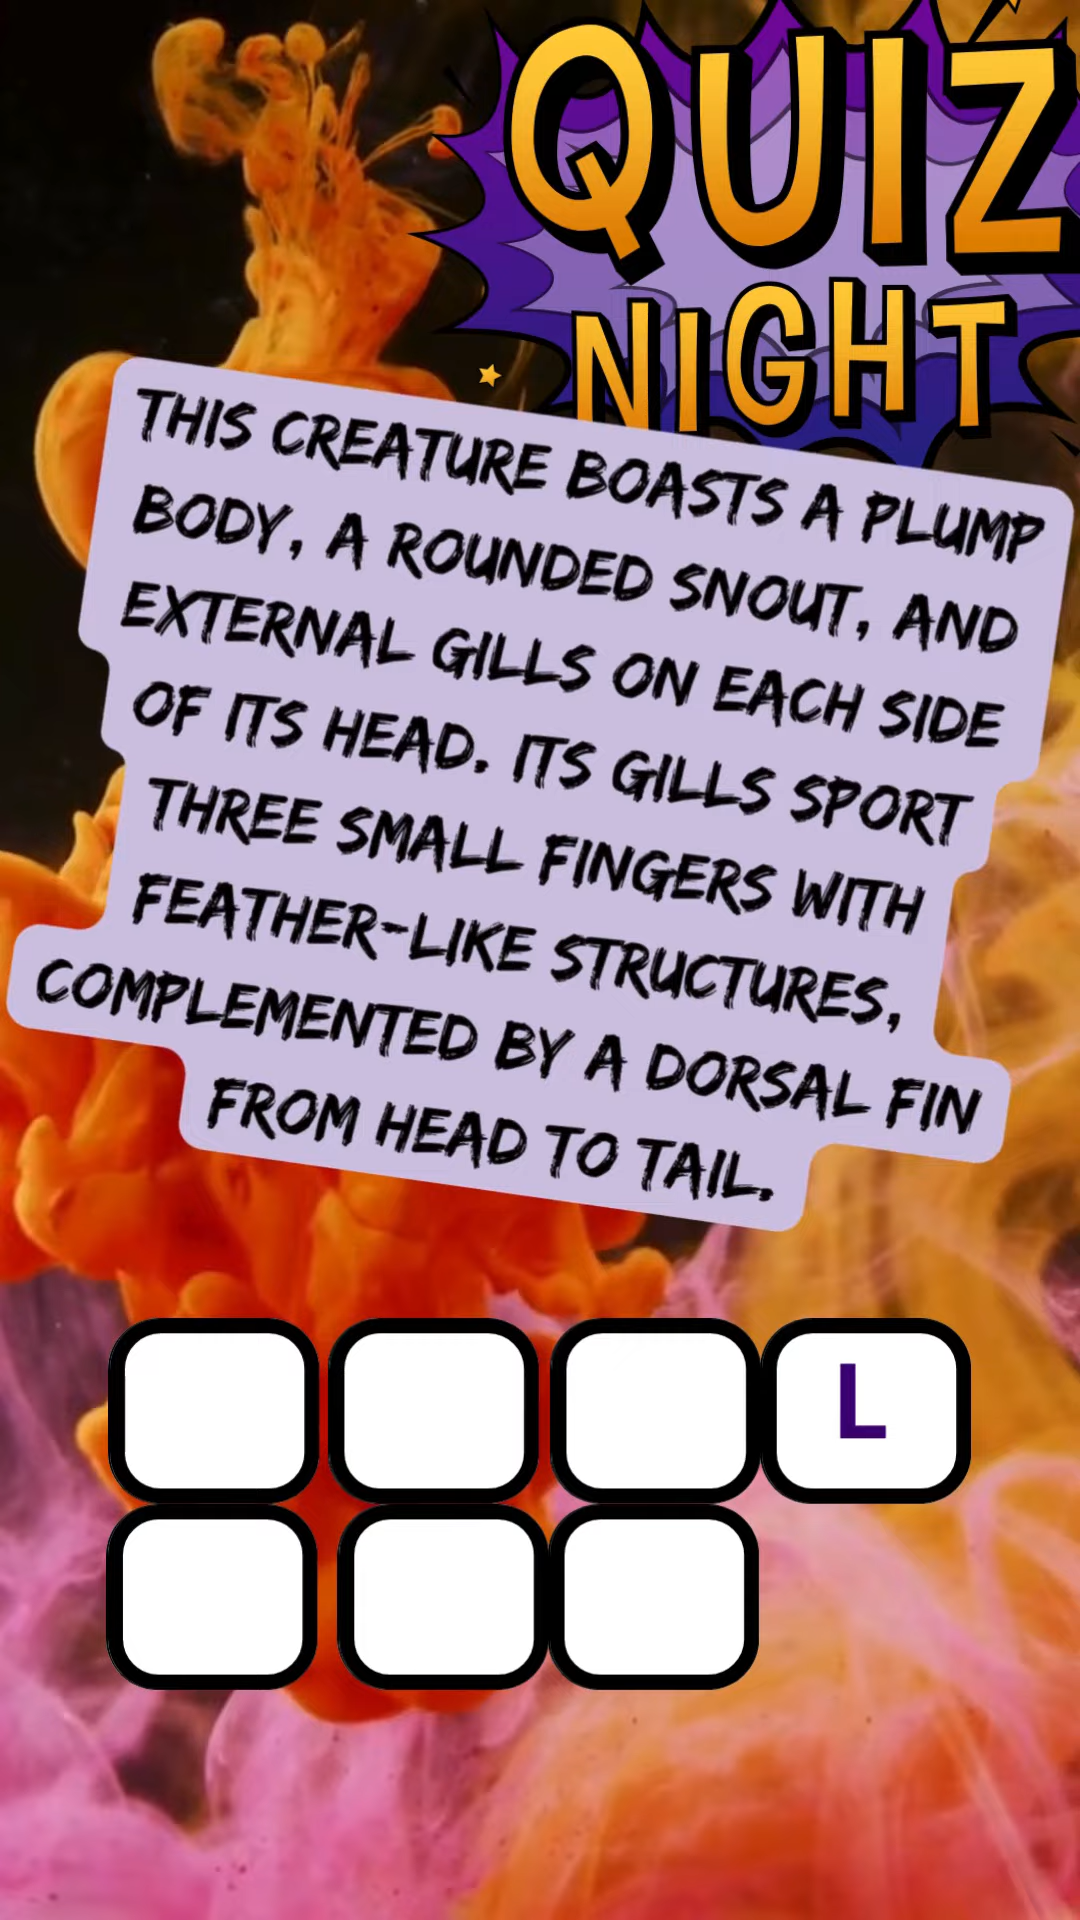 QUIZ
NIGHT
THIS CREATURE BOASTS A PLUMP
BODY, A ROUNDED SNOUT, AND
EXTERNAL GILLS ON EACH SIDE
OF ITS HEAD. ITS GILLS SPORT
THREE SMALL FINGERS WITH
FEATHER-LIKE STRUCTURES,
COMPLEMENTED BY A DORSAL FIN
FROM HEAD TO TAIL.
L